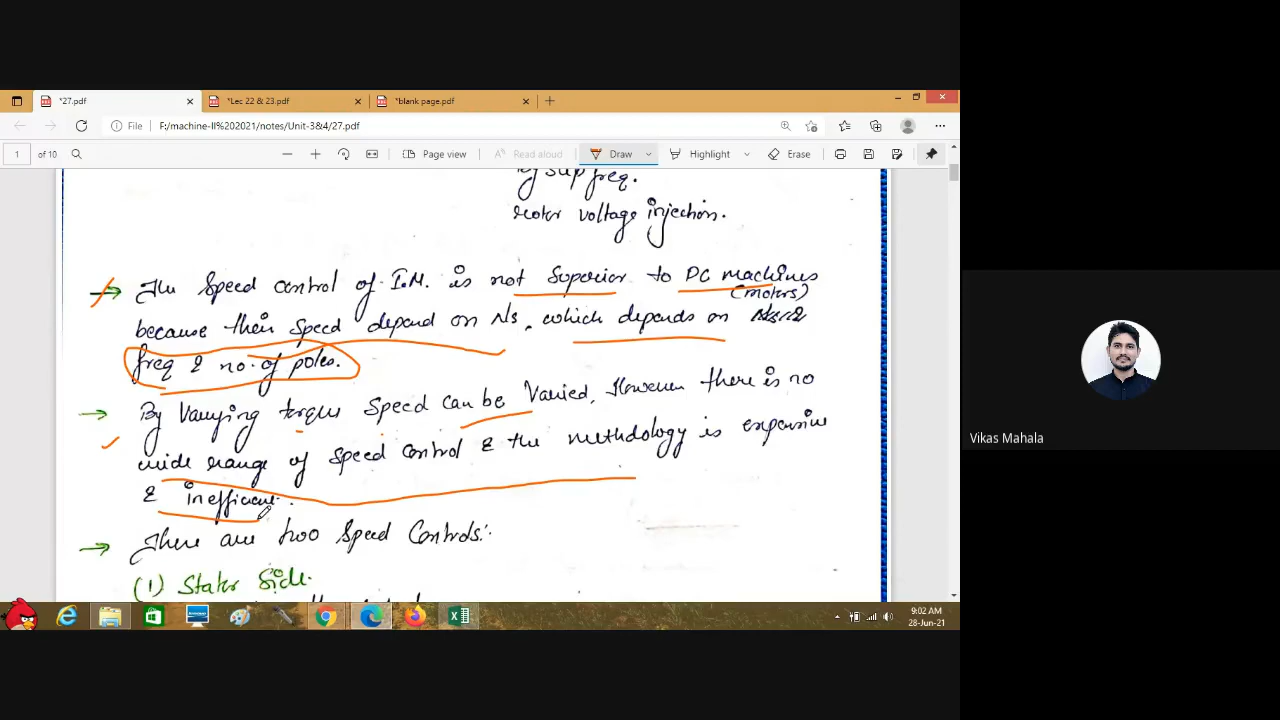 *27.pdf
*Lec 22 & 23.pdf
*blank page.pdf
File F:/machine-II%202021/notes/Unit-3&4/27.pdf
1 of 10 Page view Read aloud Draw Highlight Erase
by sup freq.
rotor voltage injection.
→ The Speed control of I.M. is not Superior to DC machines
(motors)
because their speed depend on Ns, which depends on
freq & no. of poles.
→ By Varying torque Speed can be Varied. However there is no
wide range of speed control & the methdology is expensive
& inefficient.
→ There are two Speed Controls:
(1) Stator Side
Vikas Mahala
9:02 AM
28-Jun-21